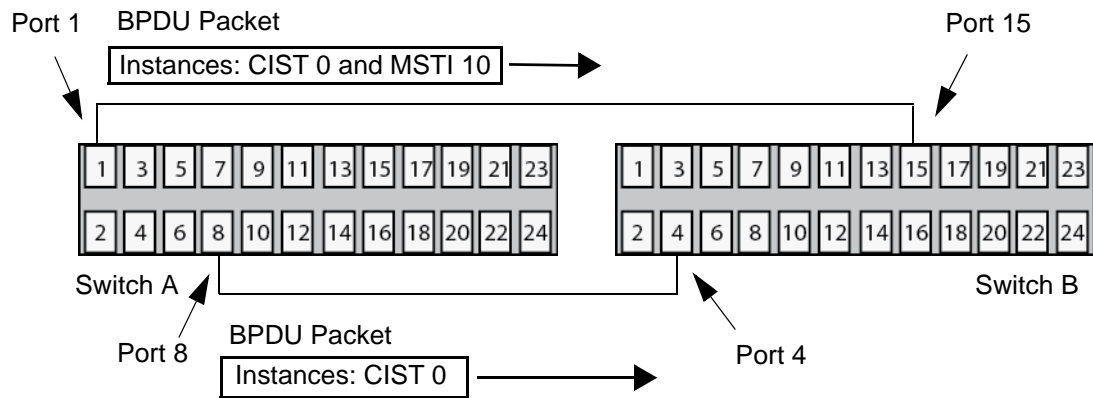 Port 1
BPDU Packet
Port 15
Instances: CIST 0 and MSTI 10
1 3 5 7 9 11 13 15 17 19 21 23
1 3 5 7 9 11 13 15 17 19 21 23
2 4 6 8 10 12 14 16 18 20 22 24
2 4 6 8 10 12 14 16 18 20 22 24
Switch A
Switch B
Port 8
BPDU Packet
Port 4
Instances: CIST 0